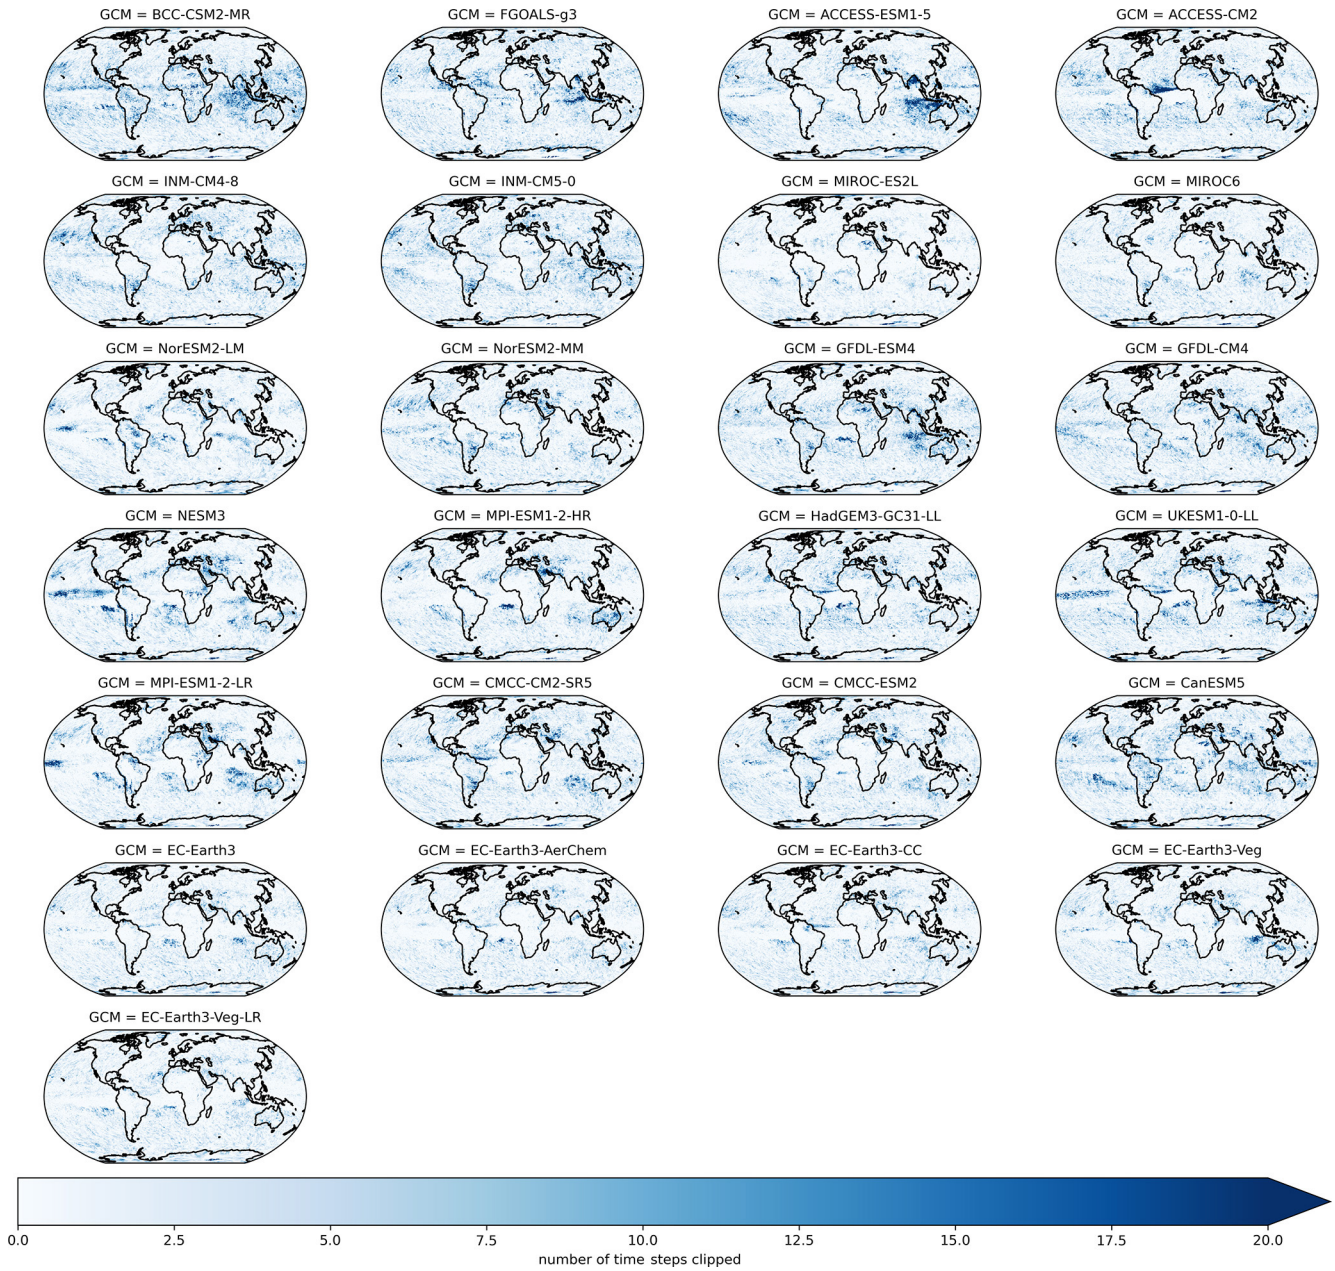 GCM = BCC-CSM2-MR
GCM = FGOALS-g3
GCM = ACCESS-ESM1-5
GCM = ACCESS-CM2
GCM = INM-CM4-8
GCM = INM-CM5-0
GCM = MIROC-ES2L
GCM = MIROC6
GCM = NorESM2-LM
GCM = NorESM2-MM
GCM = GFDL-ESM4
GCM = GFDL-CM4
GCM = NESM3
GCM = MPI-ESM1-2-HR
GCM = HadGEM3-GC31-LL
GCM = UKESM1-0-LL
GCM = MPI-ESM1-2-LR
GCM = CMCC-CM2-SR5
GCM = CMCC-ESM2
GCM = CanESM5
GCM = EC-Earth3
GCM = EC-Earth3-AerChem
GCM = EC-Earth3-CC
GCM = EC-Earth3-Veg
GCM = EC-Earth3-Veg-LR
0.0 2.5 5.0 7.5 10.0 12.5 15.0 17.5 20.0
number of time steps clipped